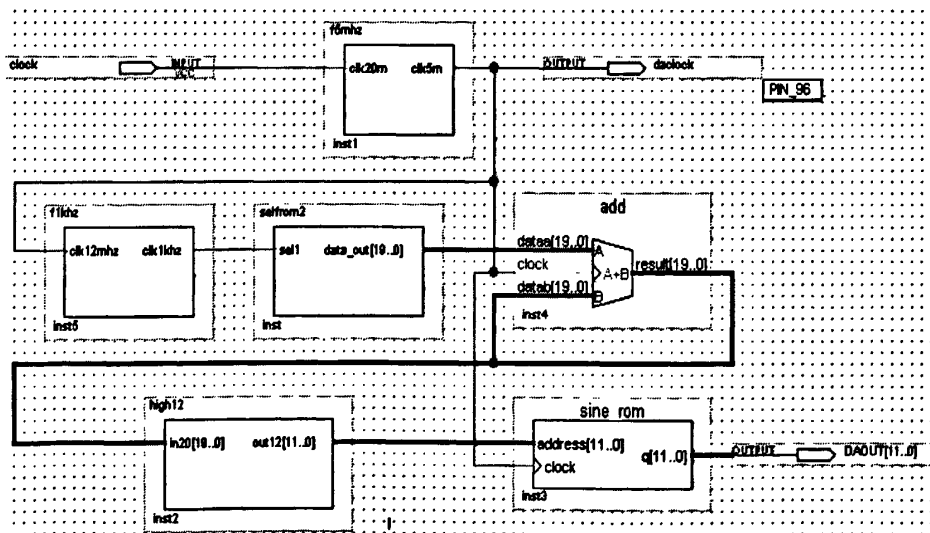 f5mhz
clock
INPUT
VCC
clk20m
clk5m
OUTPUT
daclock
PIN_96
inst1
f1khz
clk12mhz
clk1khz
inst5
selfrom2
sel1
data_out[19..0]
inst
add
dataa[19..0]
A
clock
A+B
result[19..0]
datab[19..0]
B
inst4
high12
in20[19..0]
out12[11..0]
inst2
sine rom
address[11..0]
q[11..0]
clock
inst3
OUTPUT
DAOUT[11..0]